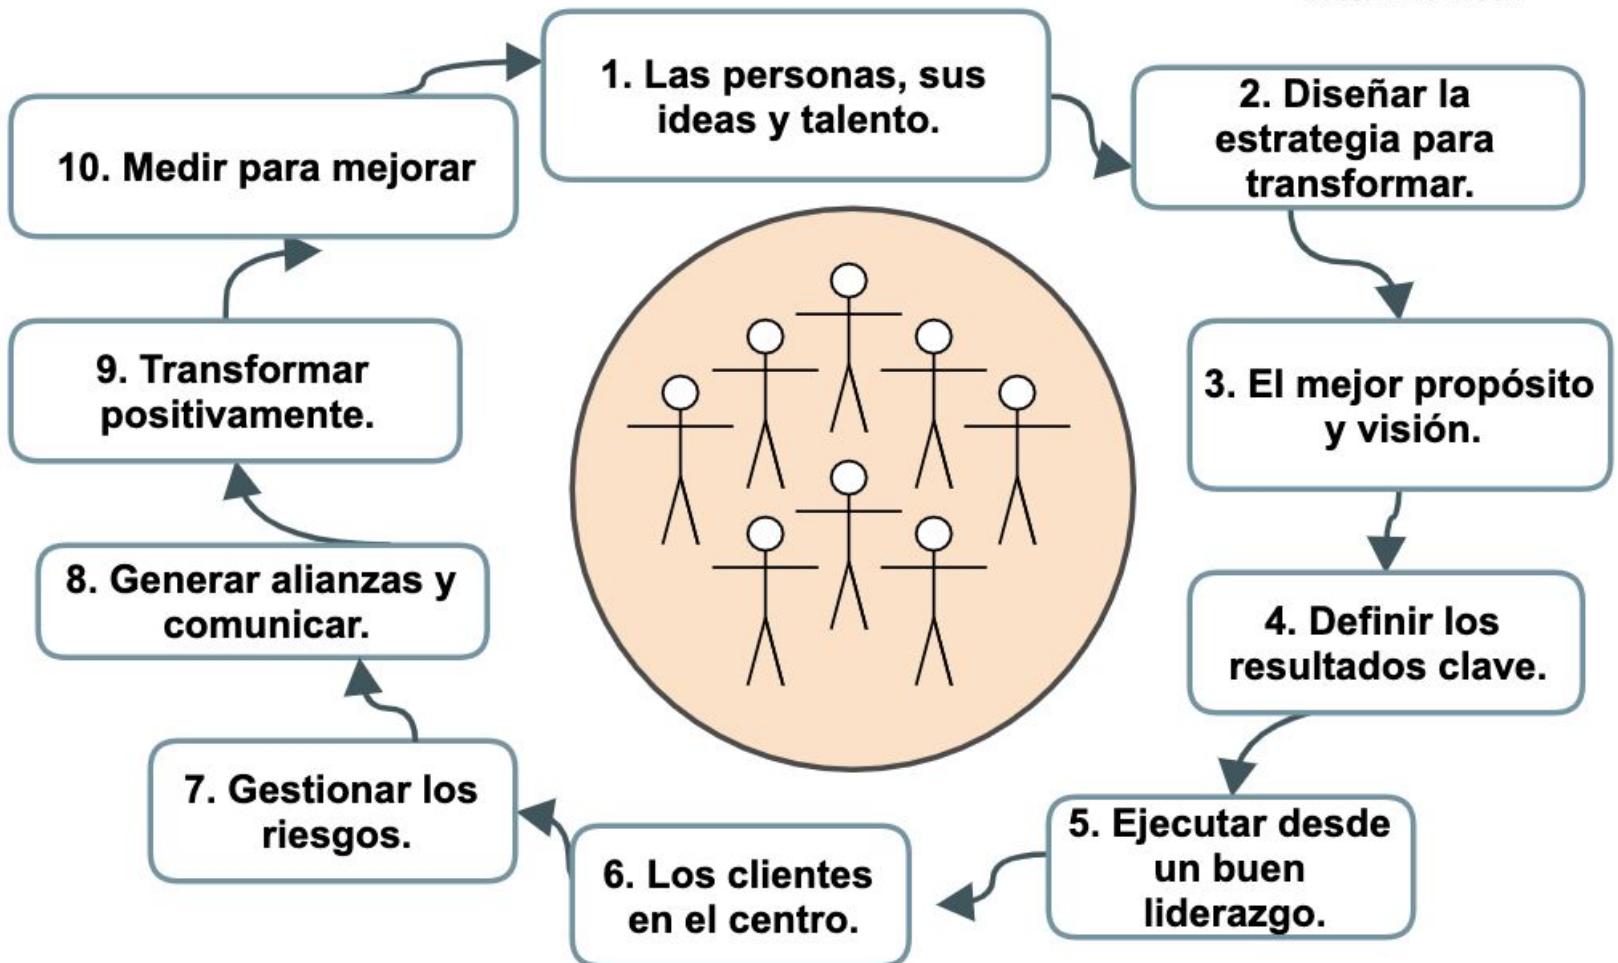 1. Las personas, sus
ideas y talento.
2. Diseñar la
estrategia para
transformar.
3. El mejor propósito
y visión.
4. Definir los
resultados clave.
5. Ejecutar desde
un buen
liderazgo.
6. Los clientes
en el centro.
7. Gestionar los
riesgos.
8. Generar alianzas y
comunicar.
9. Transformar
positivamente.
10. Medir para mejorar